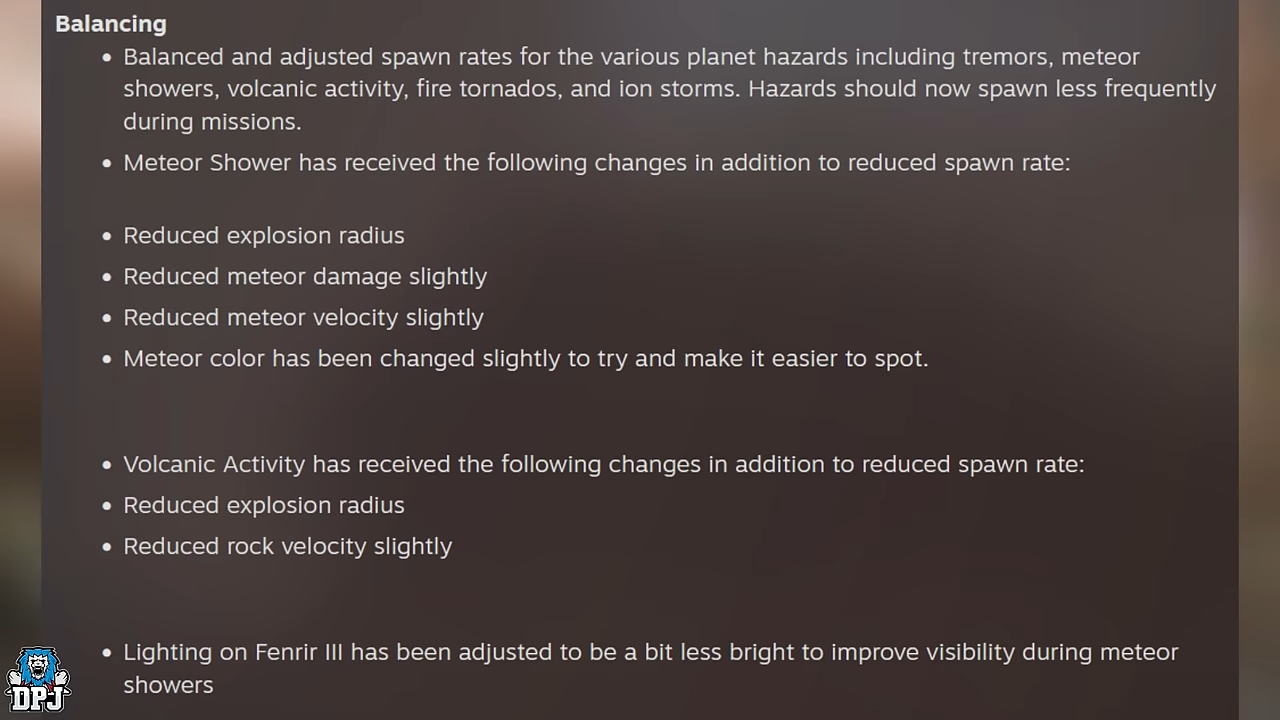 Balancing
• Balanced and adjusted spawn rates for the various planet hazards including tremors, meteor
showers, volcanic activity, fire tornados, and ion storms. Hazards should now spawn less frequently
during missions.
• Meteor Shower has received the following changes in addition to reduced spawn rate:
• Reduced explosion radius
• Reduced meteor damage slightly
• Reduced meteor velocity slightly
• Meteor color has been changed slightly to try and make it easier to spot.
• Volcanic Activity has received the following changes in addition to reduced spawn rate:
• Reduced explosion radius
• Reduced rock velocity slightly
• Lighting on Fenrir III has been adjusted to be a bit less bright to improve visibility during meteor
showers
DPJ